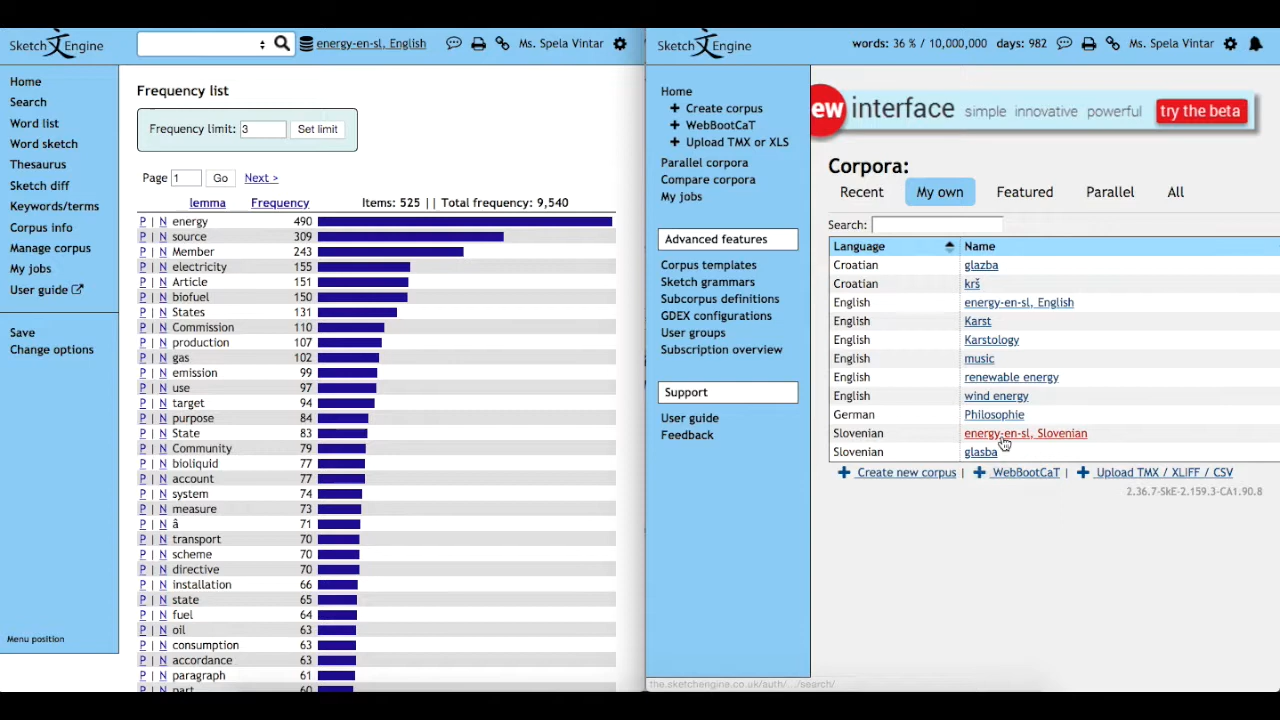 Sketch Engine
energy-en-sl, English
Ms. Spela Vintar
Home
Search
Word list
Word sketch
Thesaurus
Sketch diff
Keywords/terms
Corpus info
Manage corpus
My jobs
User guide
Save
Change options
Menu position
Frequency list
Frequency limit: 3 Set limit
Page 1 Go Next >
lemma Frequency Items: 525 || Total frequency: 9,540
P | N energy 490
P | N source 309
P | N Member 243
P | N electricity 155
P | N Article 151
P | N biofuel 150
P | N States 131
P | N Commission 110
P | N production 107
P | N gas 102
P | N emission 99
P | N use 97
P | N target 94
P | N purpose 84
P | N State 83
P | N Community 79
P | N bioliquid 77
P | N account 77
P | N system 74
P | N measure 73
P | N â 71
P | N transport 70
P | N scheme 70
P | N directive 70
P | N installation 66
P | N state 65
P | N fuel 64
P | N oil 63
P | N consumption 63
P | N accordance 63
P | N paragraph 61
P | N part 60
Sketch Engine
words: 36 % / 10,000,000 days: 982 Ms. Spela Vintar
Home
+ Create corpus
+ WebBootCaT
+ Upload TMX or XLS
Parallel corpora
Compare corpora
My jobs
Advanced features
Corpus templates
Sketch grammars
Subcorpus definitions
GDEX configurations
User groups
Subscription overview
Support
User guide
Feedback
the.sketchengine.co.uk/auth/.../search/
ew interface simple innovative powerful try the beta
Corpora:
Recent My own Featured Parallel All
Search:
Language Name
Croatian glazba
Croatian krš
English energy-en-sl, English
English Karst
English Karstology
English music
English renewable energy
English wind energy
German Philosophie
Slovenian energy-en-sl, Slovenian
Slovenian glasba
+ Create new corpus | + WebBootCaT | + Upload TMX / XLIFF / CSV
2.36.7-SkE-2.159.3-CA1.90.8